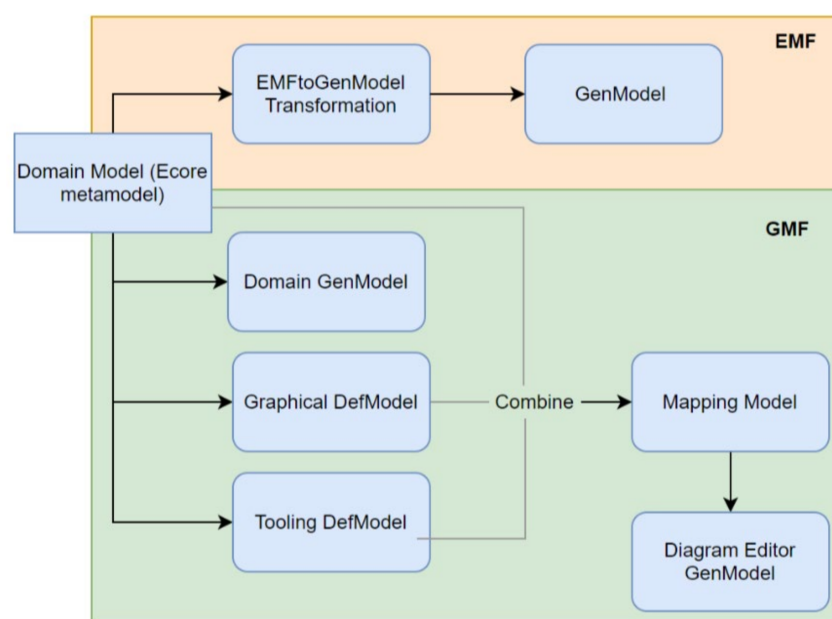 EMF
EMFtoGenModel
Transformation
GenModel
Domain Model (Ecore
metamodel)
GMF
Domain GenModel
Graphical DefModel
Combine
Mapping Model
Tooling DefModel
Diagram Editor
GenModel